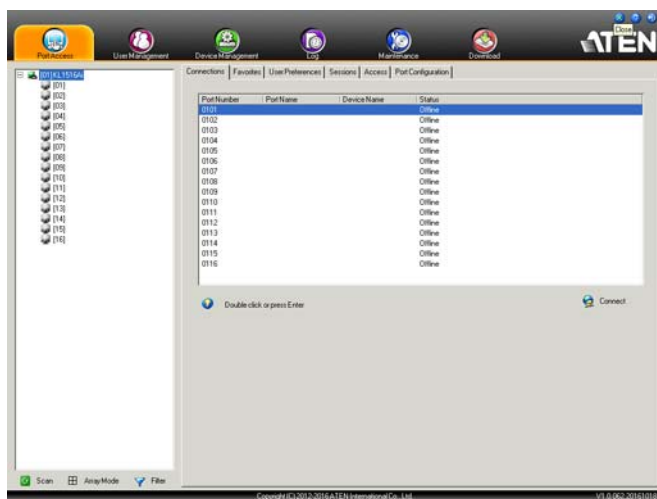 Close
ATEN
Port Access User Management Device Management Log Maintenance Download
[01]KL1516Ai
[01]
[02]
[03]
[04]
[05]
[06]
[07]
[08]
[09]
[10]
[11]
[12]
[13]
[14]
[15]
[16]
Connections Favorites User Preferences Sessions Access Port Configuration
Port Number Port Name Device Name Status
0101 Offline
0102 Offline
0103 Offline
0104 Offline
0105 Offline
0106 Offline
0107 Offline
0108 Offline
0109 Offline
0110 Offline
0111 Offline
0112 Offline
0113 Offline
0114 Offline
0115 Offline
0116 Offline
Double click or press Enter
Connect
Scan Array Mode Filter
Copyright (C) 2012-2016 ATEN International Co., Ltd. V1.0.062.20161018